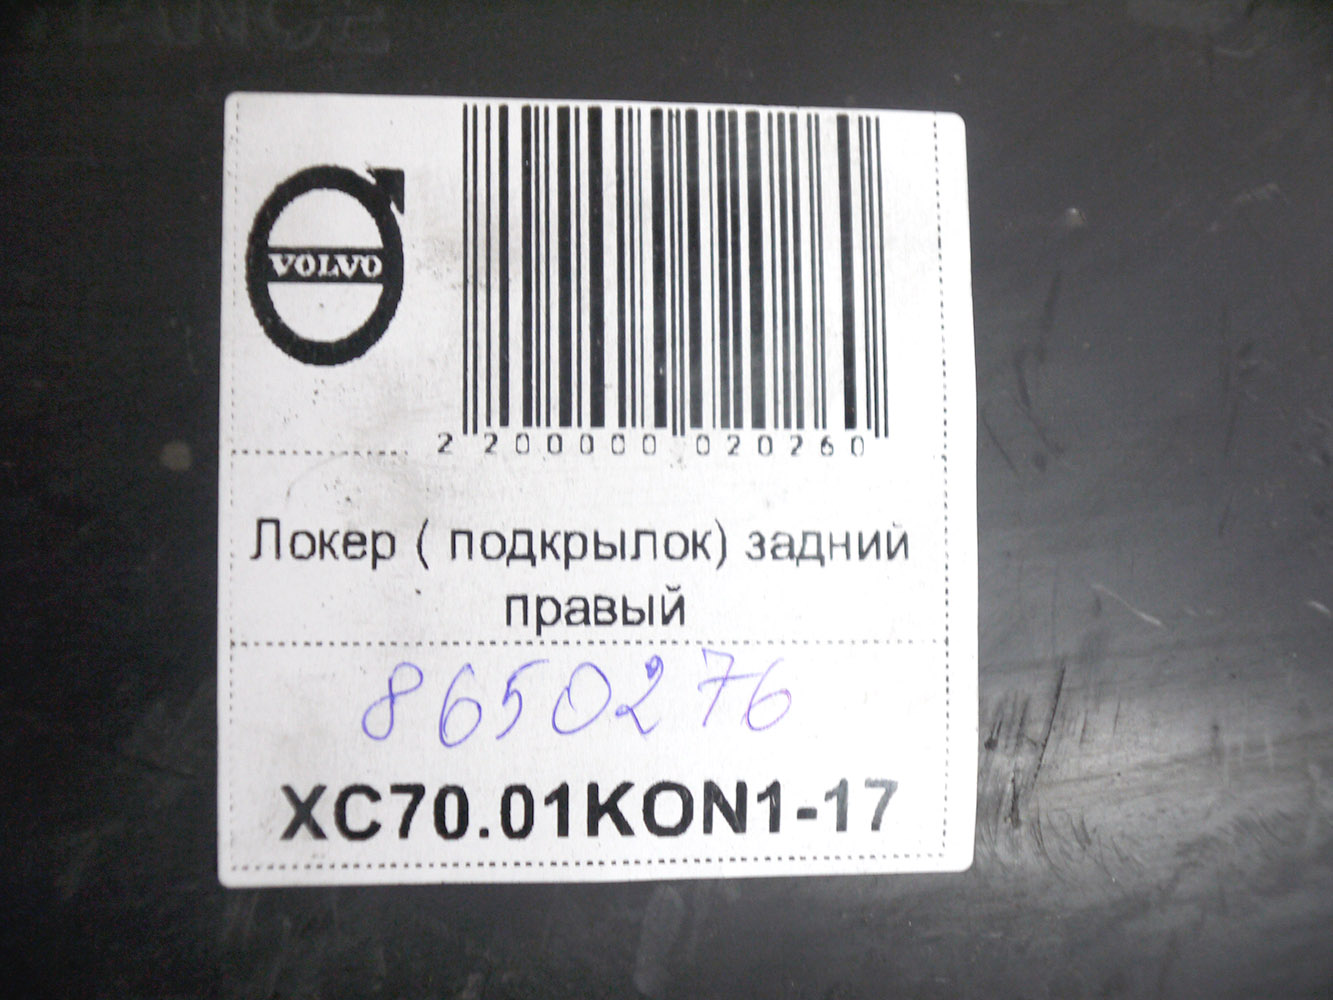 VOLVO
2 200000 020260
Локер ( подкрылок) задний
правый
8650276
XC70.01KON1-17